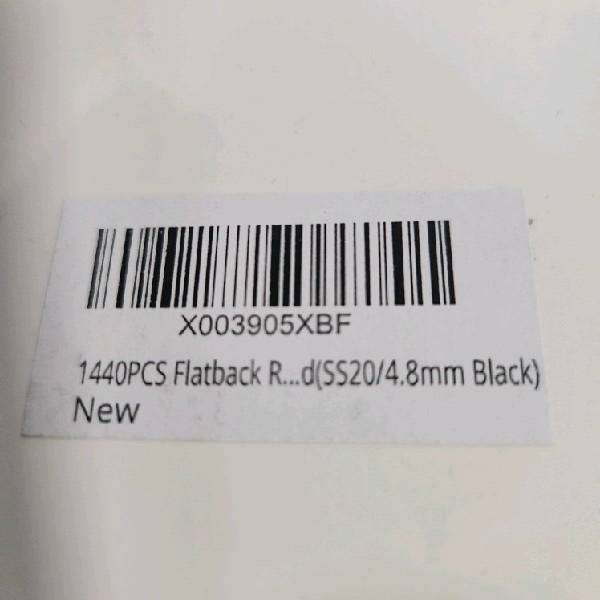 X003905XBF
1440PCS Flatback R...d(SS20/4.8mm Black)
New